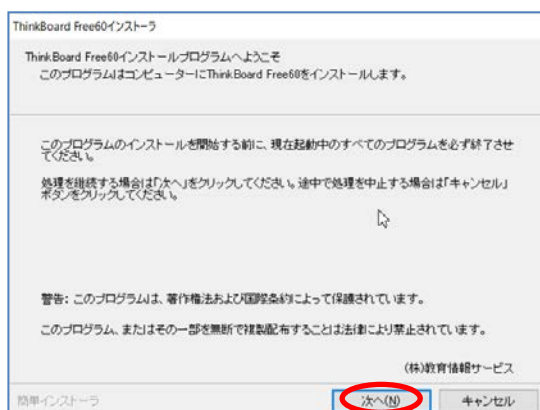 ThinkBoard Free60インストーラ
ThinkBoard Free60インストールプログラムへようこそ
このプログラムはコンピューターにThinkBoard Free60をインストールします。
このプログラムのインストールを開始する前に、現在起動中のすべてのプログラムを必ず終了させ
てください。
処理を継続する場合は「次へ」をクリックしてください。途中で処理を中止する場合は「キャンセル」
ボタンをクリックしてください。
警告: このプログラムは、著作権法および国際条約によって保護されています。
このプログラム、またはその一部を無断で複製配布することは法律により禁止されています。
(株)教育情報サービス
簡単インストーラ
次へ(N)
キャンセル